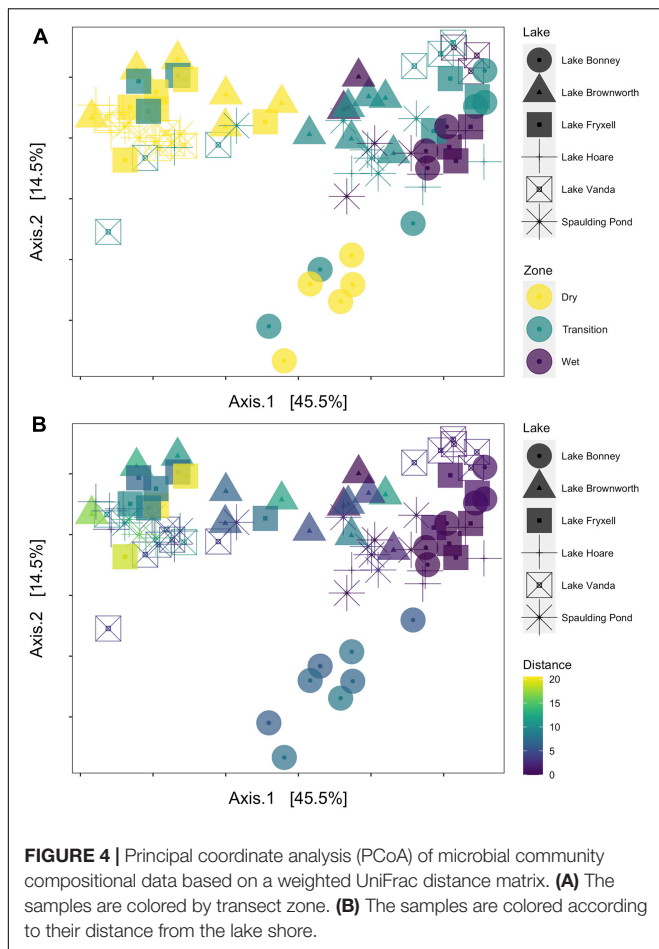 A
Axis.2 [14.5%]
Axis.1 [45.5%]
Lake
Lake Bonney
Lake Brownworth
Lake Fryxell
Lake Hoare
Lake Vanda
Spaulding Pond
Zone
Dry
Transition
Wet
B
Axis.2 [14.5%]
Axis.1 [45.5%]
Lake
Lake Bonney
Lake Brownworth
Lake Fryxell
Lake Hoare
Lake Vanda
Spaulding Pond
Distance
20
15
10
5
0
FIGURE 4 | Principal coordinate analysis (PCoA) of microbial community
compositional data based on a weighted UniFrac distance matrix. (A) The
samples are colored by transect zone. (B) The samples are colored according
to their distance from the lake shore.